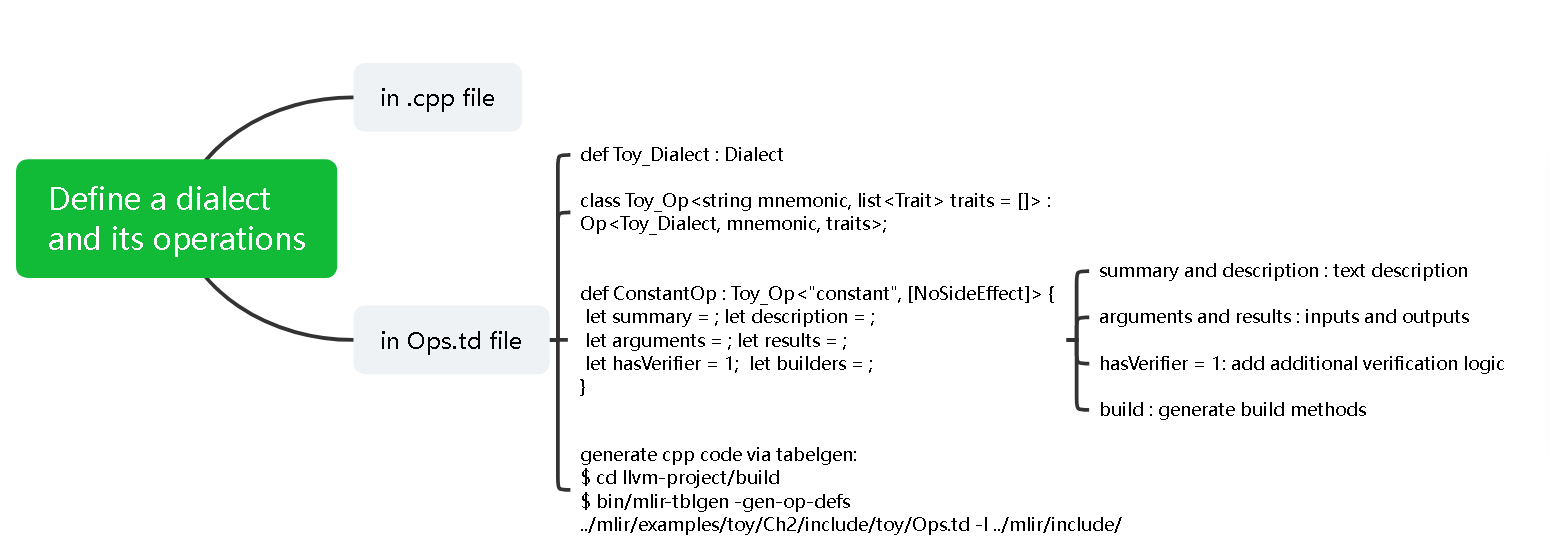 Define a dialect
and its operations
in .cpp file
in Ops.td file
def Toy_Dialect : Dialect
class Toy_Op<string mnemonic, list<Trait> traits = []> :
Op<Toy_Dialect, mnemonic, traits>;
def ConstantOp : Toy_Op<"constant", [NoSideEffect]> {
let summary = ; let description = ;
let arguments = ; let results = ;
let hasVerifier = 1;  let builders = ;
}
summary and description : text description
arguments and results : inputs and outputs
hasVerifier = 1: add additional verification logic
build : generate build methods
generate cpp code via tabelgen:
$ cd llvm-project/build
$ bin/mlir-tblgen -gen-op-defs
../mlir/examples/toy/Ch2/include/toy/Ops.td -I ../mlir/include/